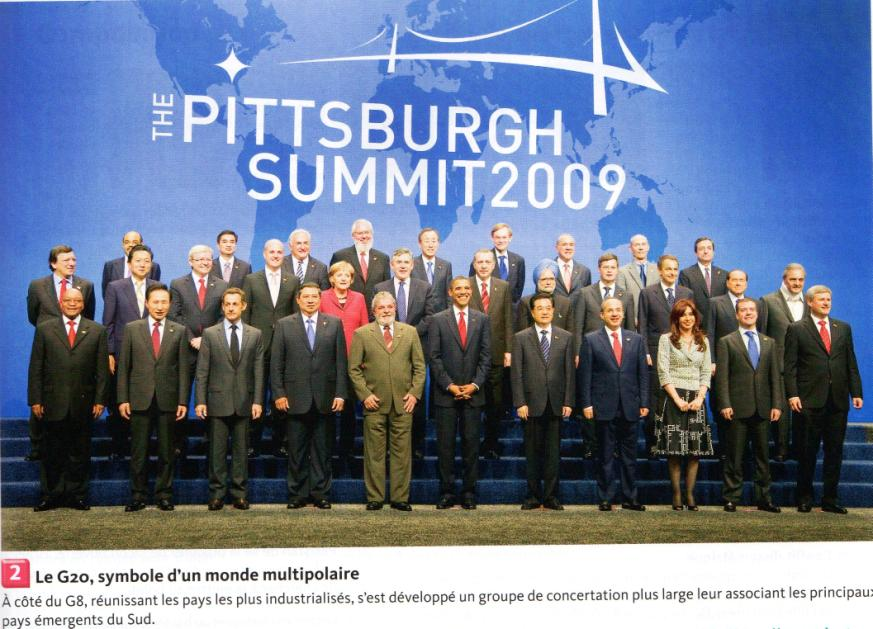 THE PITTSBURGH
SUMMIT2009
2 Le G20, symbole d'un monde multipolaire
À côté du G8, réunissant les pays les plus industrialisés, s'est développé un groupe de concertation plus large leur associant les principaux
pays émergents du Sud.